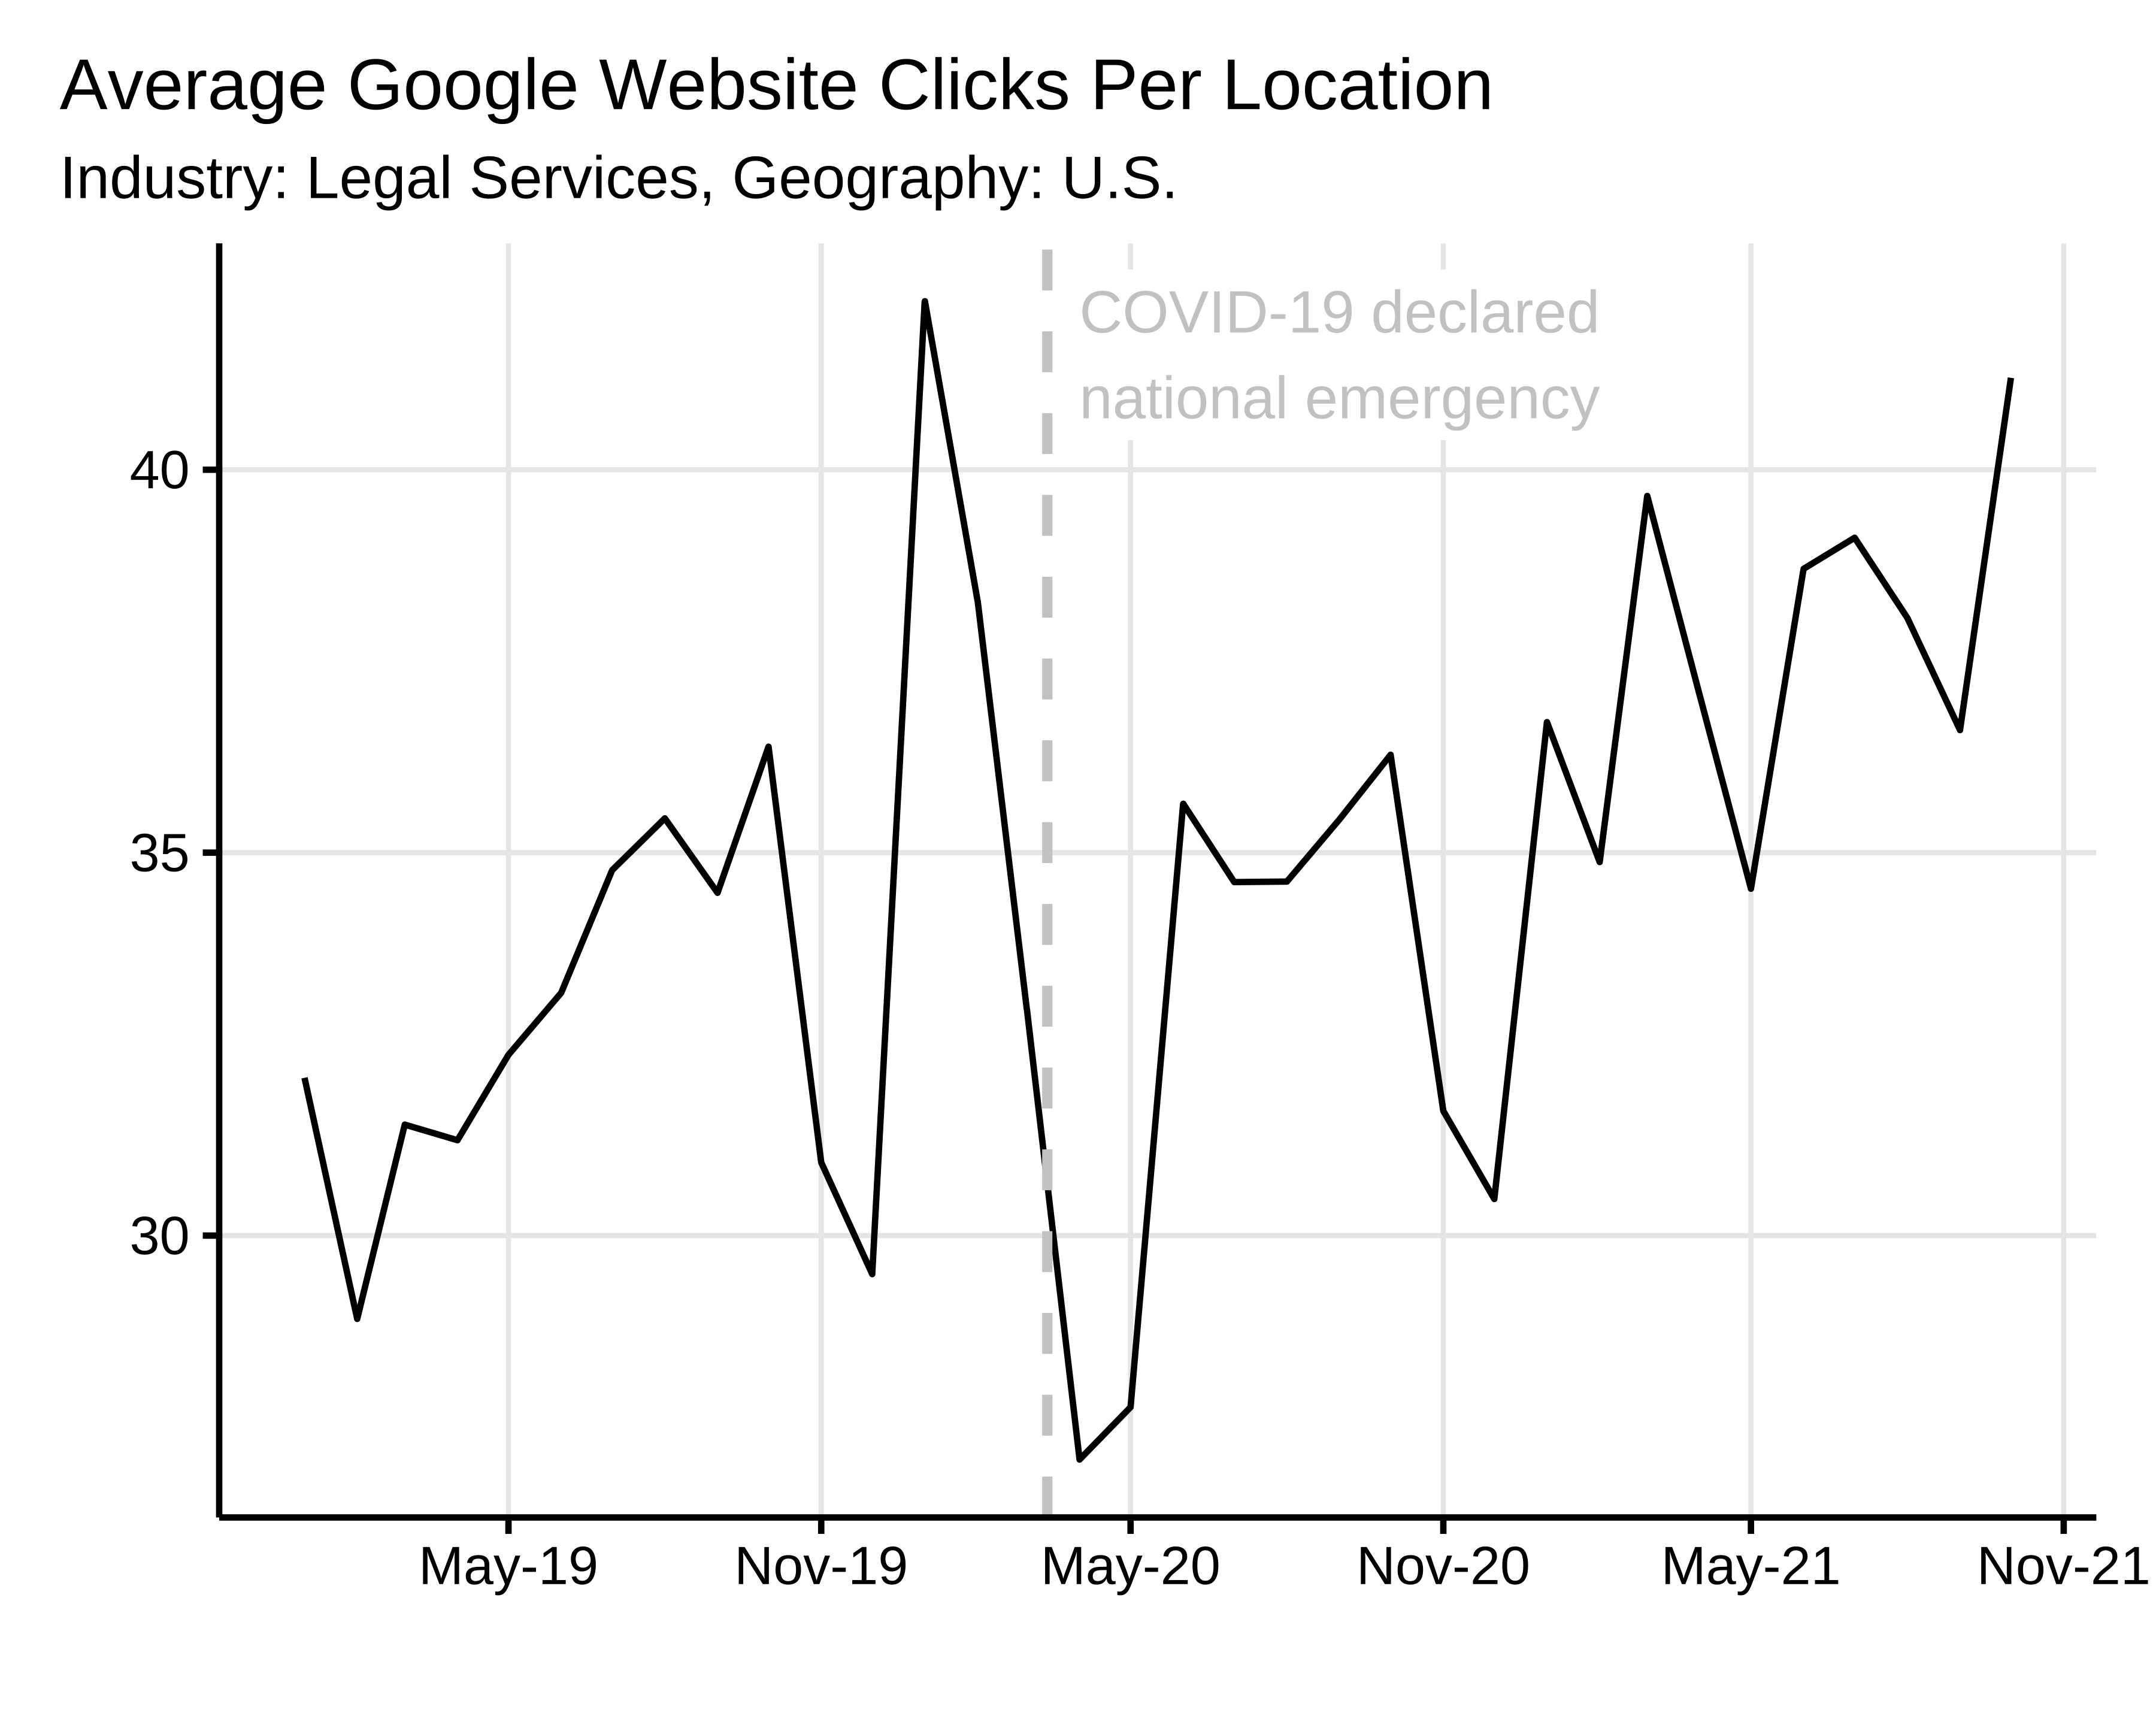 Average Google Website Clicks Per Location
Industry: Legal Services, Geography: U.S.
COVID-19 declared
national emergency
40
35
30
May-19 Nov-19 May-20 Nov-20 May-21 Nov-21